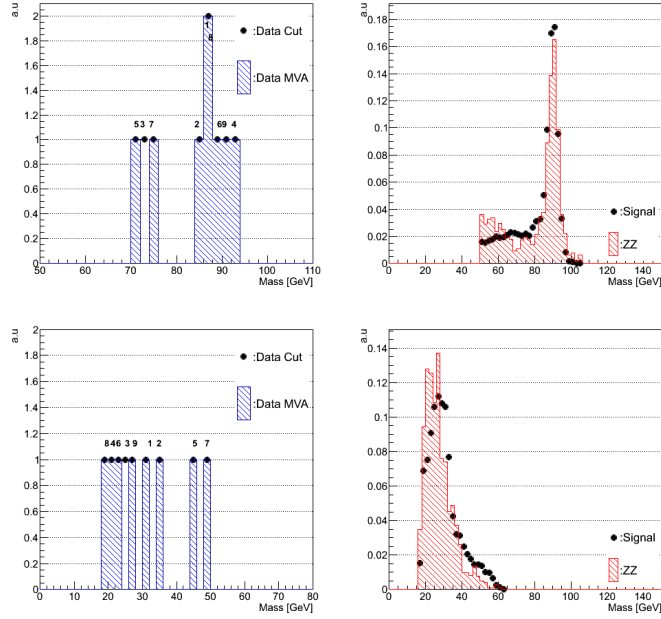 a.u
2
1.8
1.6
1.4
1.2
1
0.8
0.6
0.4
0.2
0
50 60 70 80 90 100 110
Mass [GeV]
:Data Cut
:Data MVA
1
8
53 7 2 69 4
a.u
0.18
0.16
0.14
0.12
0.1
0.08
0.06
0.04
0.02
0
0 20 40 60 80 100 120 140
Mass [GeV]
:Signal
:ZZ
a.u
2
1.8
1.6
1.4
1.2
1
0.8
0.6
0.4
0.2
0
0 10 20 30 40 50 60 70 80
Mass [GeV]
:Data Cut
:Data MVA
846 3 9 1 2 5 7
a.u
0.14
0.12
0.1
0.08
0.06
0.04
0.02
0
0 20 40 60 80 100 120 140
Mass [GeV]
:Signal
:ZZ